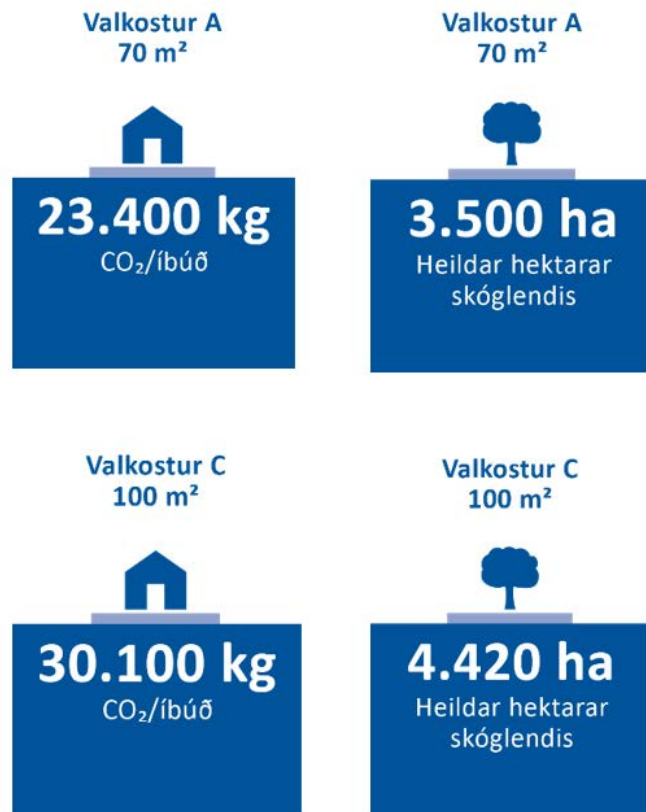 Valkostur A
70 m²
23.400 kg
CO₂/íbúð
Valkostur A
70 m²
3.500 ha
Heildar hektarar
skóglendis
Valkostur C
100 m²
30.100 kg
CO₂/íbúð
Valkostur C
100 m²
4.420 ha
Heildar hektarar
skóglendis